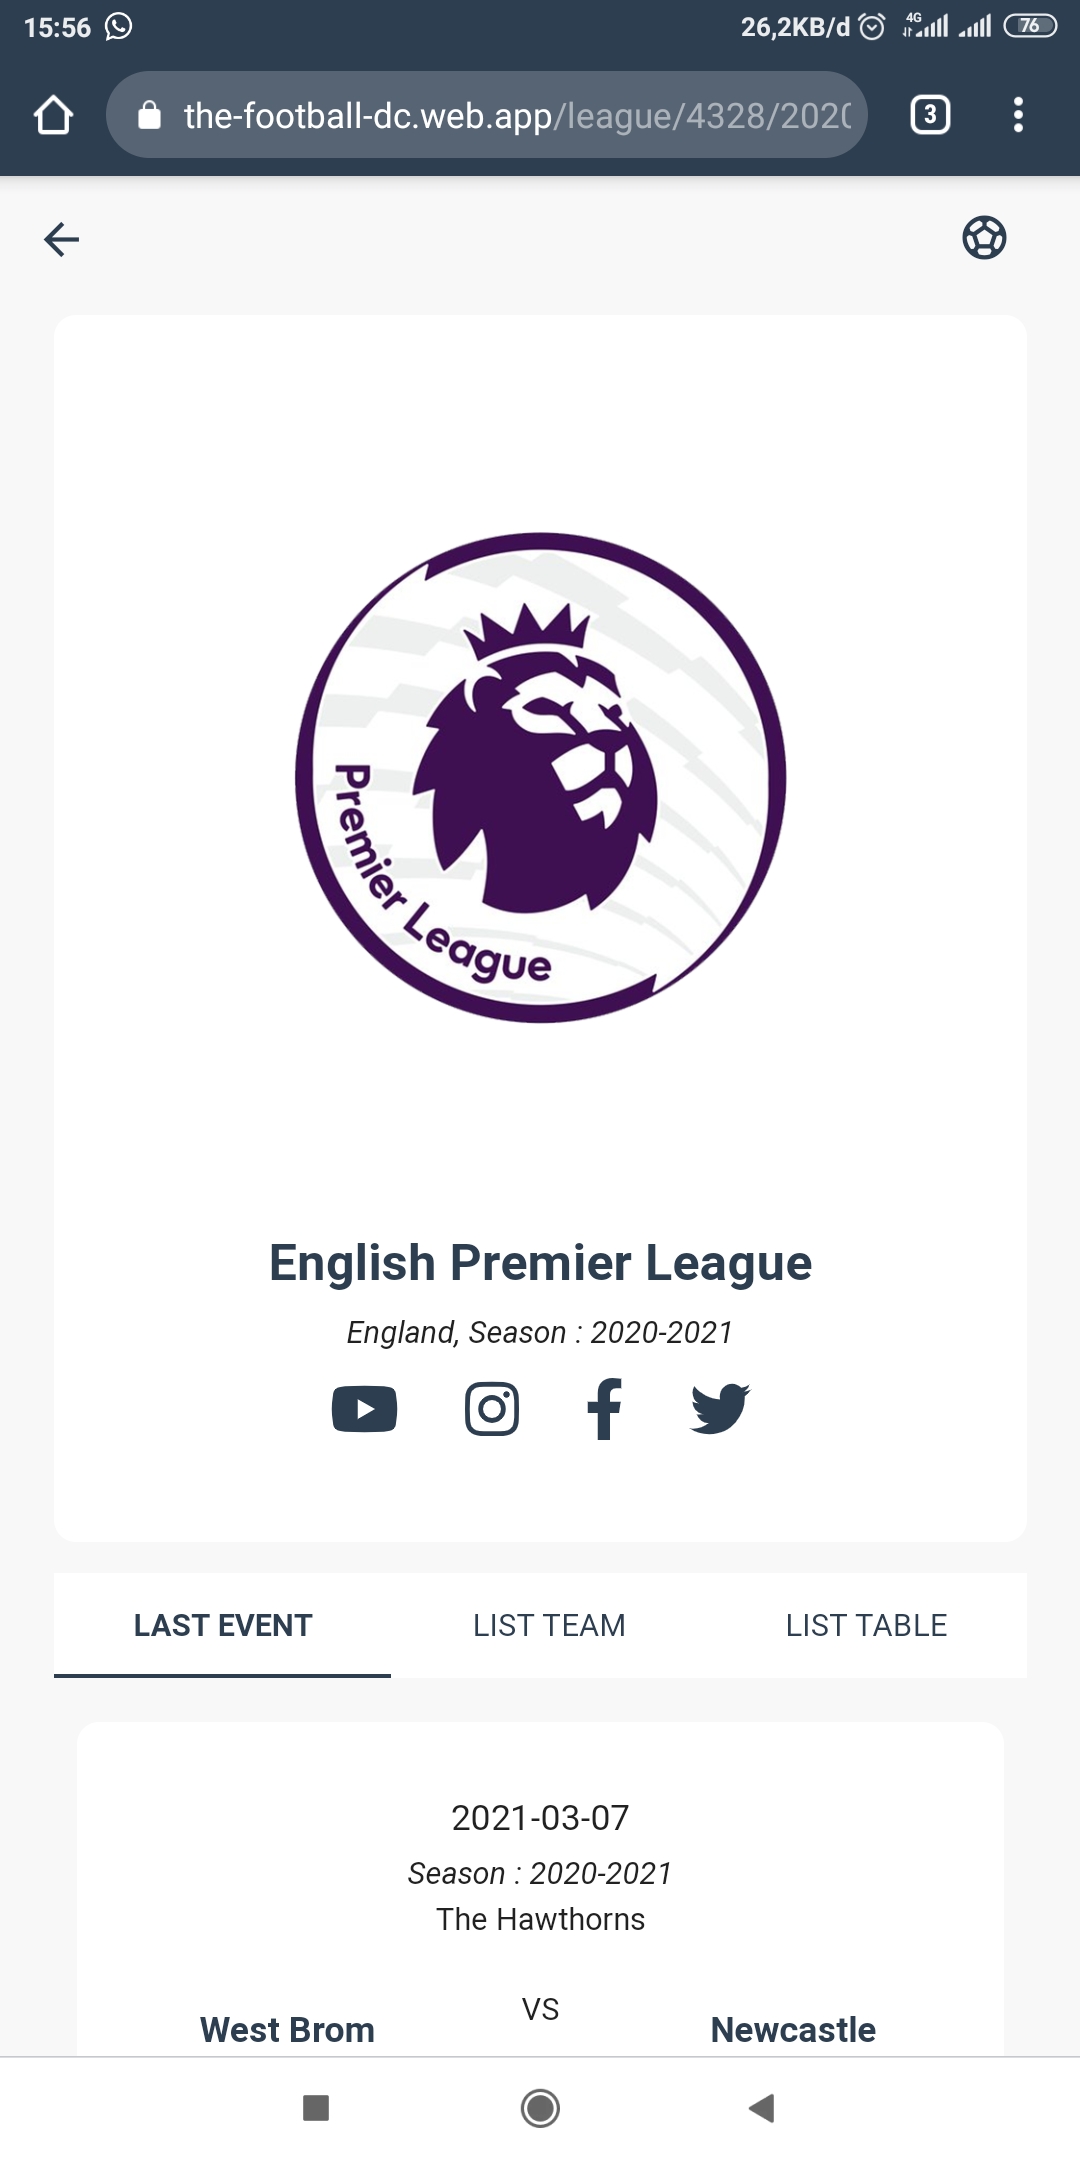 15:56
26,2KB/d 4G 76
the-football-dc.web.app/league/4328/202
3
Premier League
English Premier League
England, Season : 2020-2021
LAST EVENT LIST TEAM LIST TABLE
2021-03-07
Season : 2020-2021
The Hawthorns
VS
West Brom Newcastle